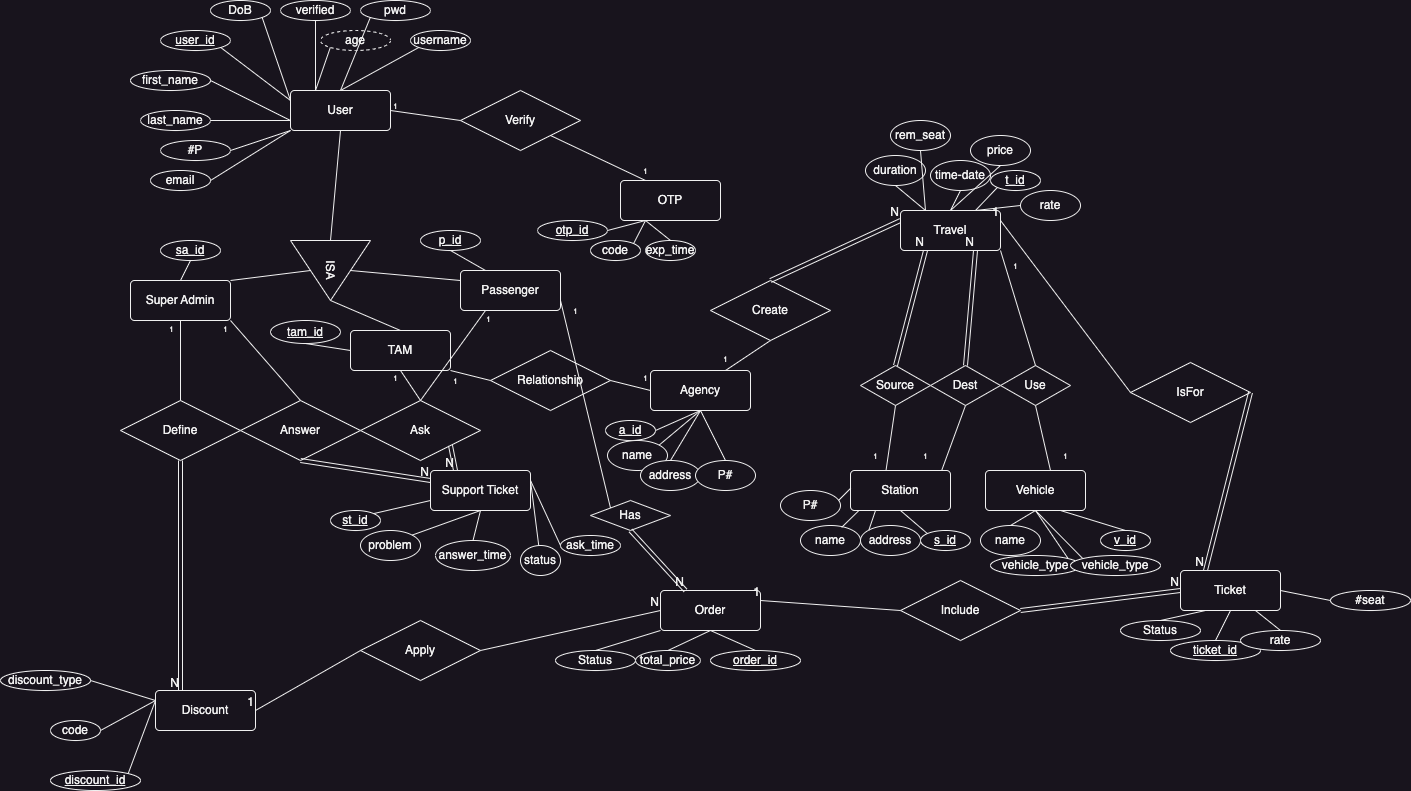 DoB
verified
pwd
user_id
age
username
first_name
User
1
last_name
Verify
#P
email
1
OTP
otp_id
code
exp_time
rem_seat
price
duration
time-date
t_id
rate
N
1
Travel
N
N
1
sa_id
p_id
ISA
Super Admin
Passenger
1
1
1
1
tam_id
TAM
1
1
Create
1
Relationship
1
Agency
Source
Dest
Use
IsFor
a_id
name
address
P#
Define
Answer
Ask
1
1
1
N
N
Support Ticket
Station
Vehicle
st_id
problem
answer_time
status
ask_time
Has
P#
name
address
s_id
name
v_id
vehicle_type
vehicle_type
N
N
N
1
N
Order
Include
Ticket
#seat
Status
total_price
order_id
Status
ticket_id
rate
Apply
discount_type
N
1
Discount
code
discount_id